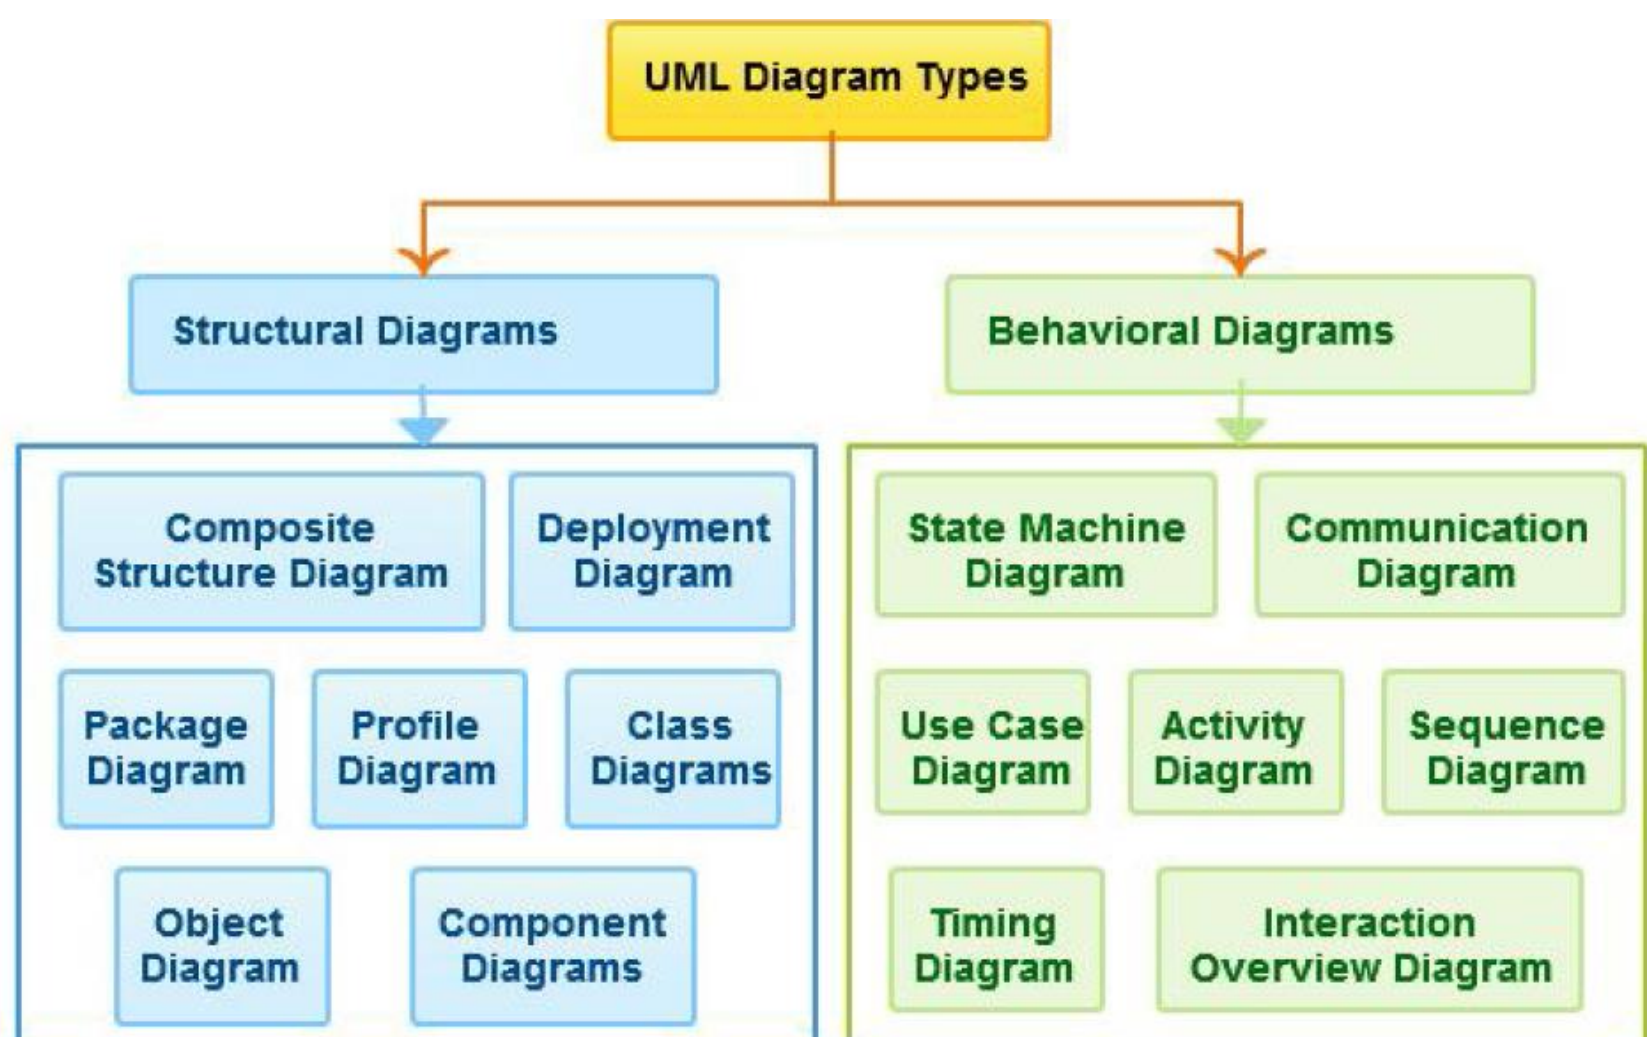 UML Diagram Types
Structural Diagrams
Behavioral Diagrams
Composite
Structure Diagram
Deployment
Diagram
Package
Diagram
Profile
Diagram
Class
Diagrams
Object
Diagram
Component
Diagrams
State Machine
Diagram
Communication
Diagram
Use Case
Diagram
Activity
Diagram
Sequence
Diagram
Timing
Diagram
Interaction
Overview Diagram